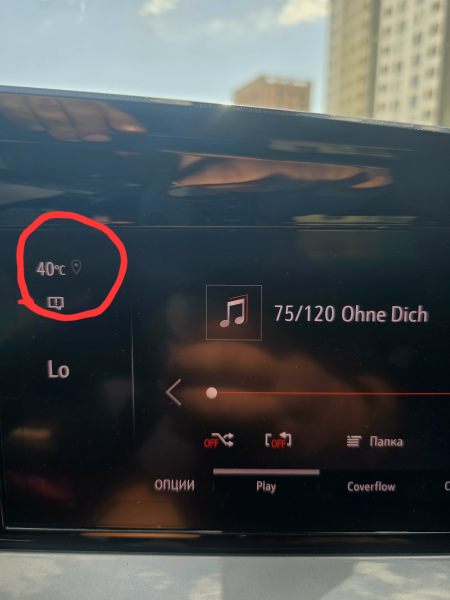 40°C
75/120 Ohne Dich
Lo
OFF OFF Папка
ОПЦИИ Play Coverflow